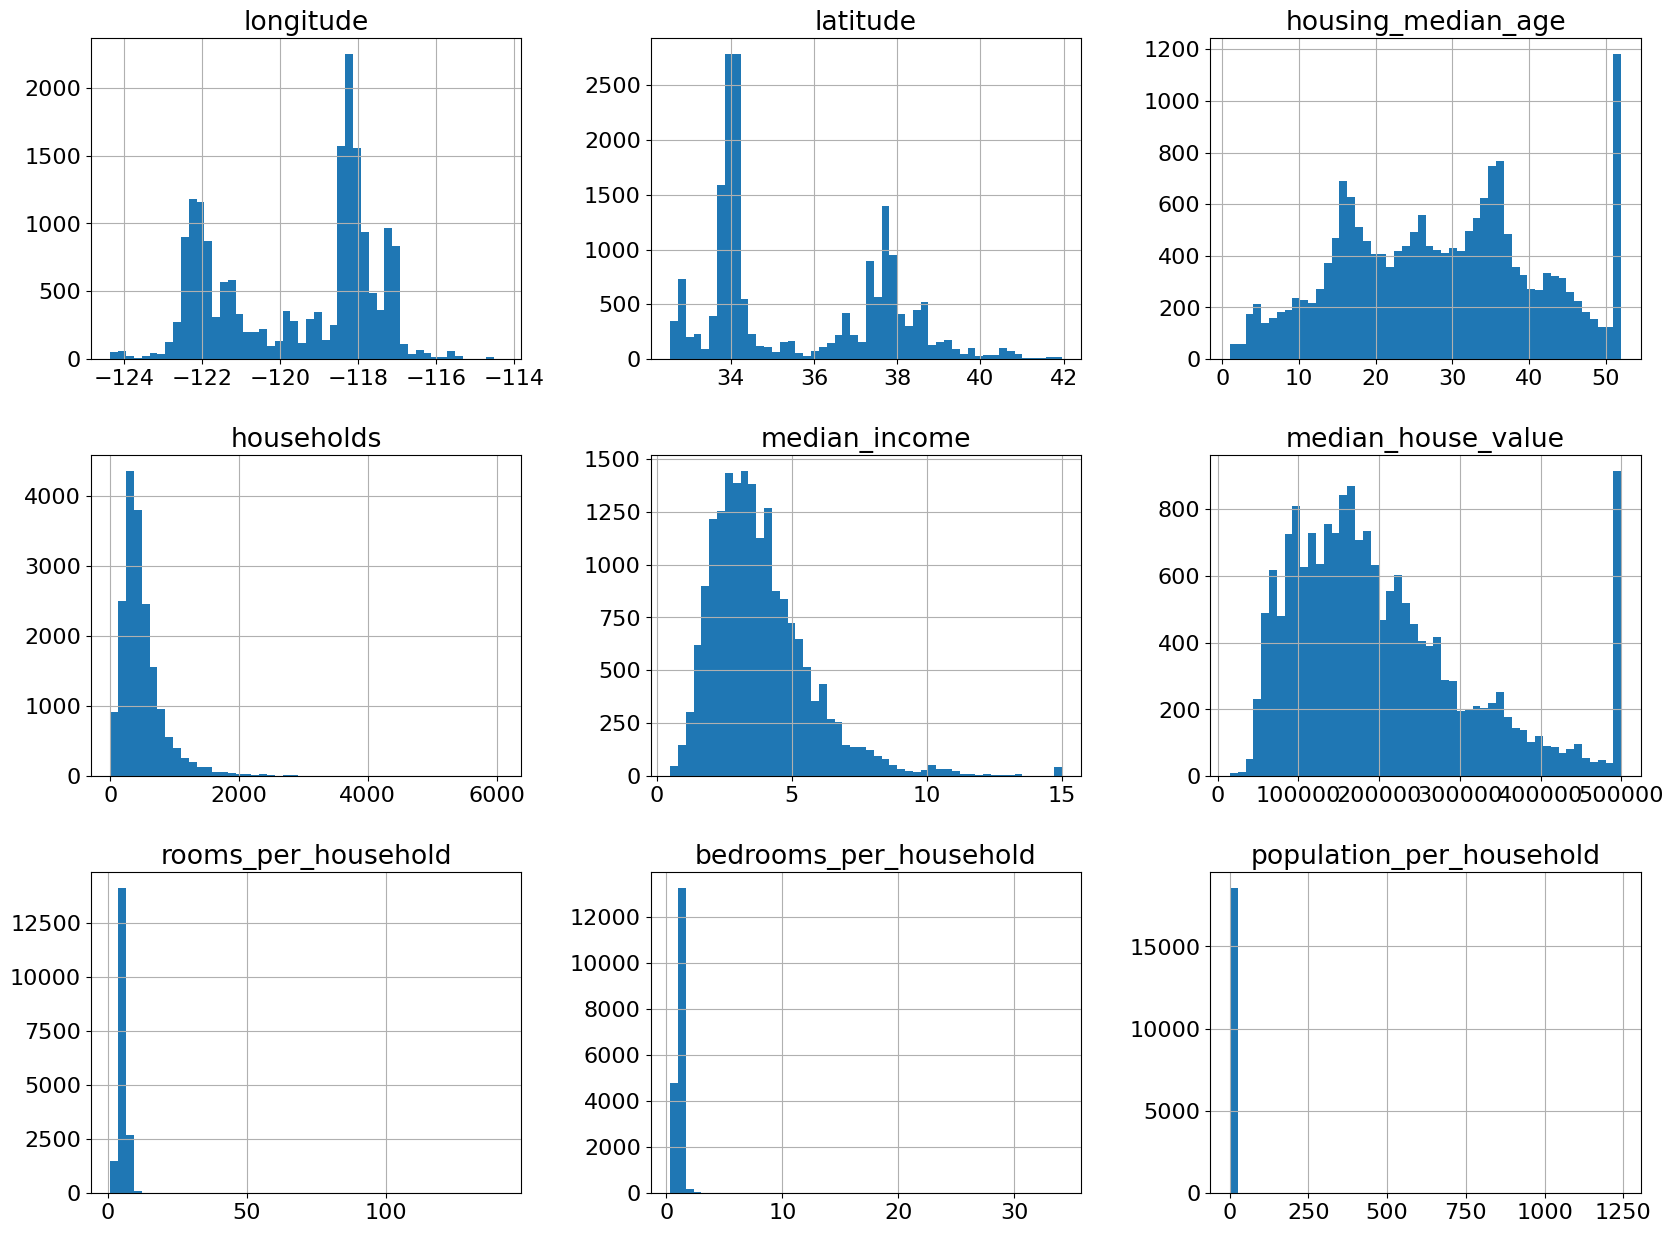 longitude
2000
1500
1000
500
0
−124 −122 −120 −118 −116 −114
latitude
2500
2000
1500
1000
500
0
34 36 38 40 42
housing_median_age
1200
1000
800
600
400
200
0
0 10 20 30 40 50
households
4000
3000
2000
1000
0
0 2000 4000 6000
median_income
1500
1250
1000
750
500
250
0
0 5 10 15
median_house_value
800
600
400
200
0
0 100000 200000 300000 400000 500000
rooms_per_household
12500
10000
7500
5000
2500
0
0 50 100
bedrooms_per_household
12000
10000
8000
6000
4000
2000
0
0 10 20 30
population_per_household
15000
10000
5000
0
0 250 500 750 1000 1250